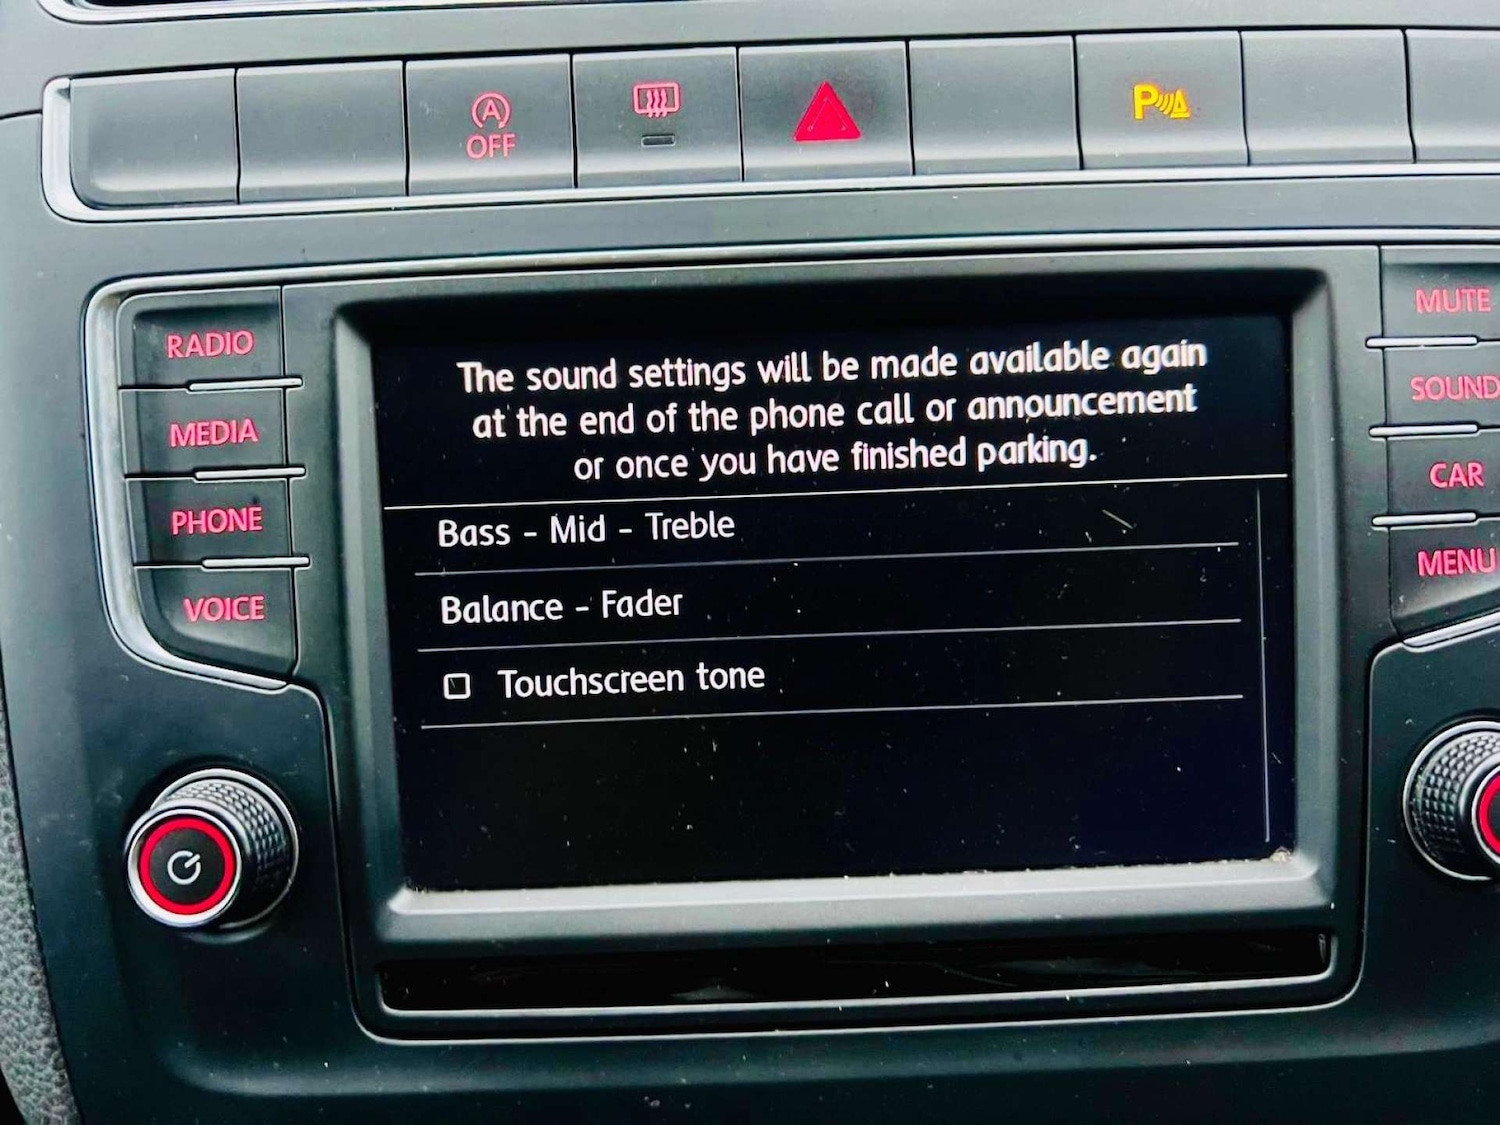 A
OFF
P
RADIO
MEDIA
PHONE
VOICE
The sound settings will be made available again
at the end of the phone call or announcement
or once you have finished parking.
Bass - Mid - Treble
Balance - Fader
Touchscreen tone
MUTE
SOUND
CAR
MENU